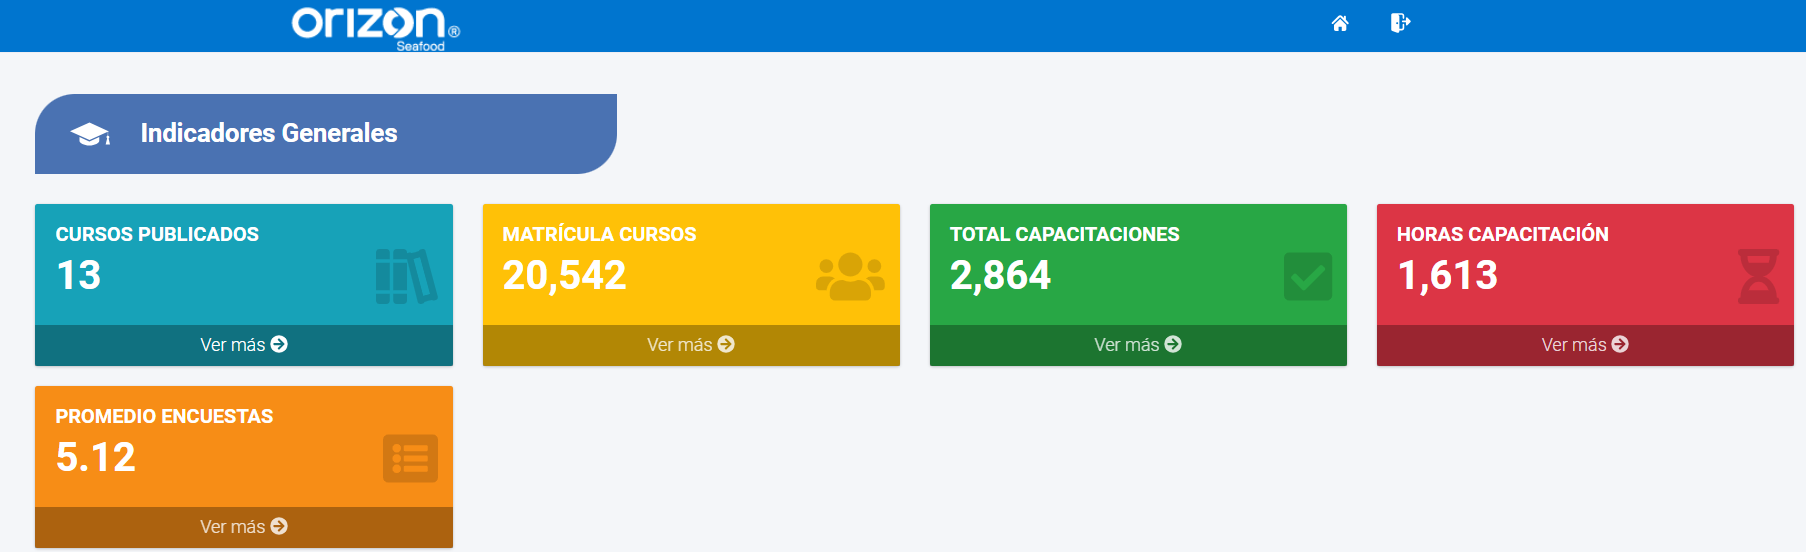 orizon®
Seafood
Indicadores Generales
CURSOS PUBLICADOS
13
Ver más
MATRÍCULA CURSOS
20,542
Ver más
TOTAL CAPACITACIONES
2,864
Ver más
HORAS CAPACITACIÓN
1,613
Ver más
PROMEDIO ENCUESTAS
5.12
Ver más